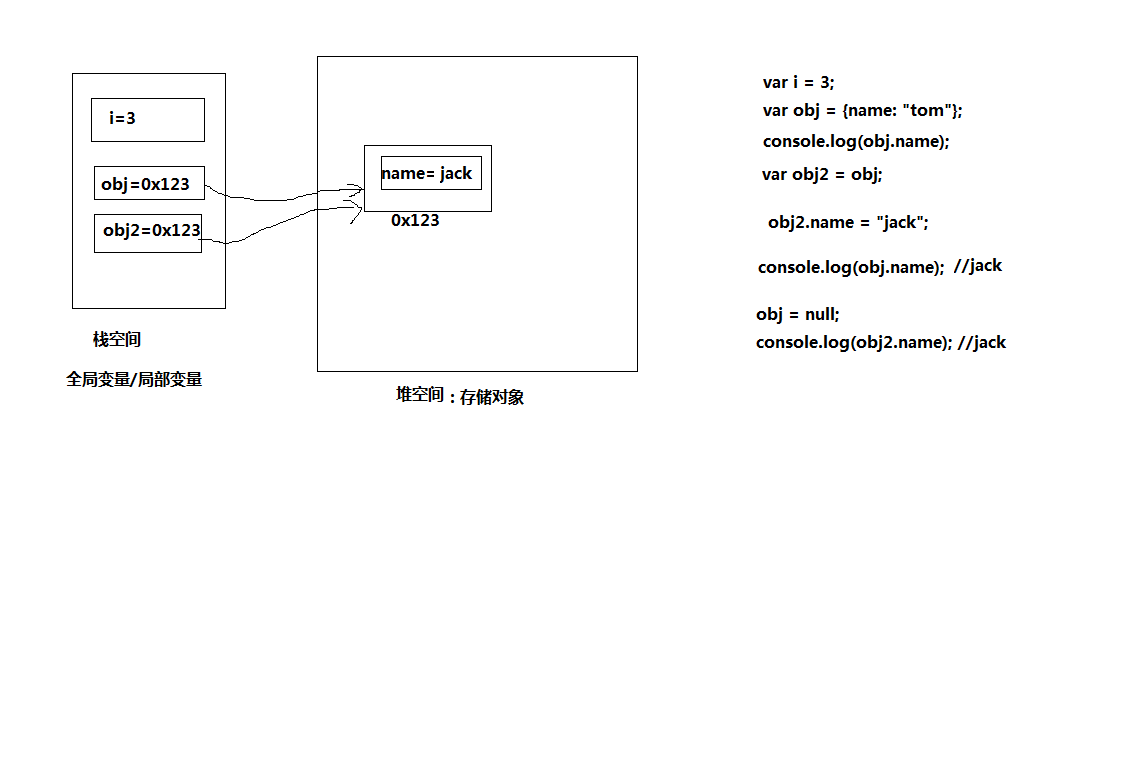 i=3
obj=0x123
obj2=0x123
栈空间
全局变量/局部变量
name= jack
0x123
堆空间：存储对象
var i = 3;
var obj = {name: "tom"};
console.log(obj.name);
var obj2 = obj;
obj2.name = "jack";
console.log(obj.name); //jack
obj = null;
console.log(obj2.name); //jack